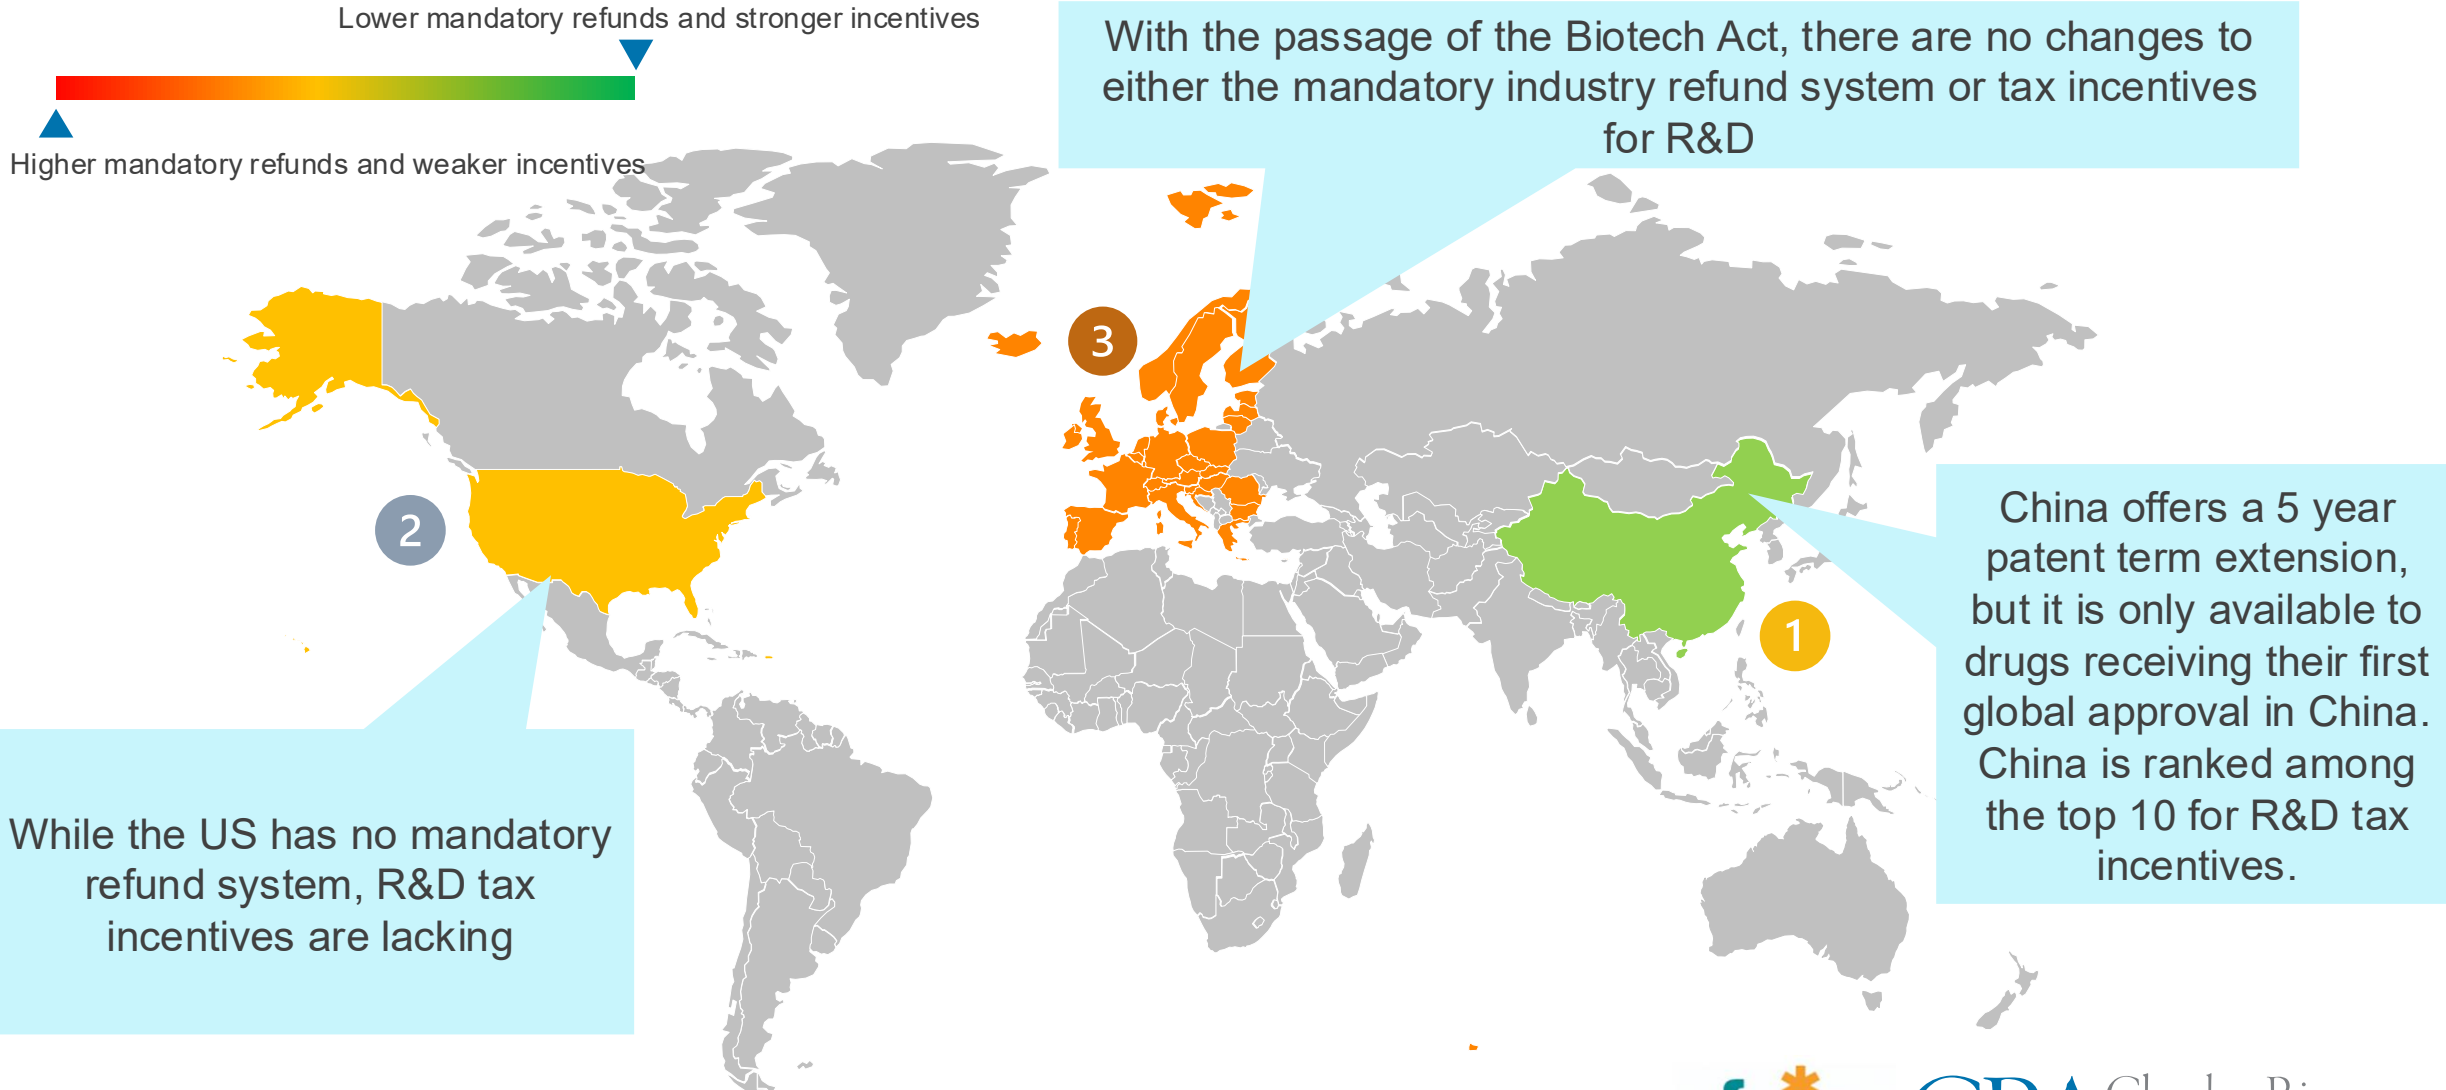 Lower mandatory refunds and stronger incentives
Higher mandatory refunds and weaker incentives
With the passage of the Biotech Act, there are no changes to
either the mandatory industry refund system or tax incentives
for R&D
3
2
1
China offers a 5 year
patent term extension,
but it is only available to
drugs receiving their first
global approval in China.
China is ranked among
the top 10 for R&D tax
incentives.
While the US has no mandatory
refund system, R&D tax
incentives are lacking
CRA